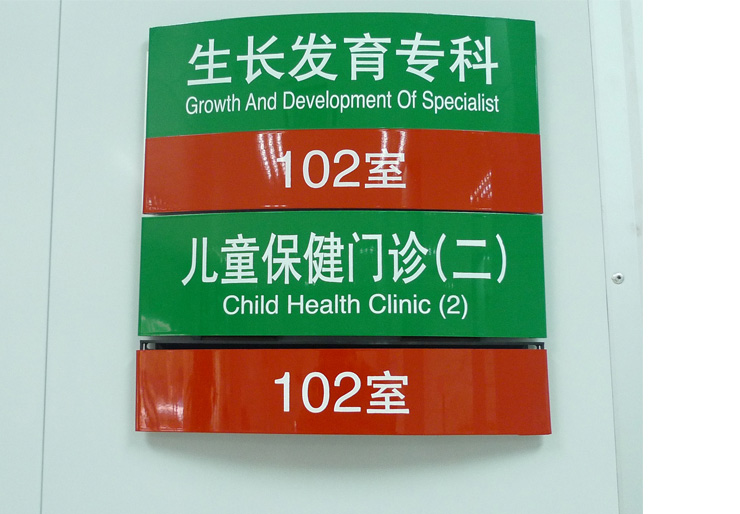 生长发育专科
Growth And Development Of Specialist
102室
儿童保健门诊(二)
Child Health Clinic (2)
102室